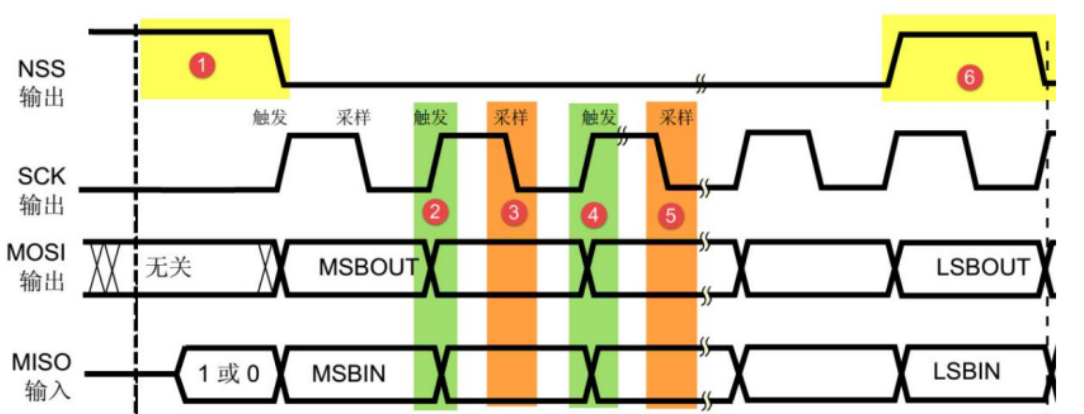 1
6
NSS
输出
触发 采样 触发 采样 触发 采样
SCK
输出
2 3 4 5
MOSI
输出
无关 MSBOUT LSBOUT
MISO
输入
1 或 0 MSBIN LSBIN